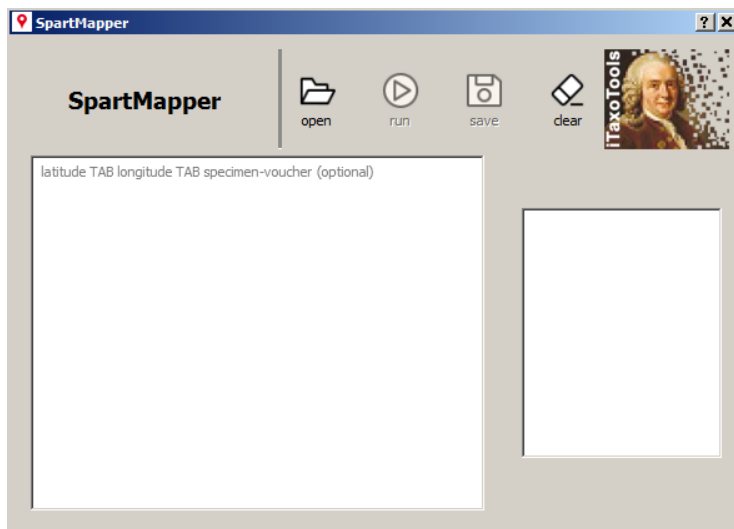 SpartMapper
SpartMapper
open
run
save
clear
iTaxoTools
latitude TAB longitude TAB specimen-voucher (optional)